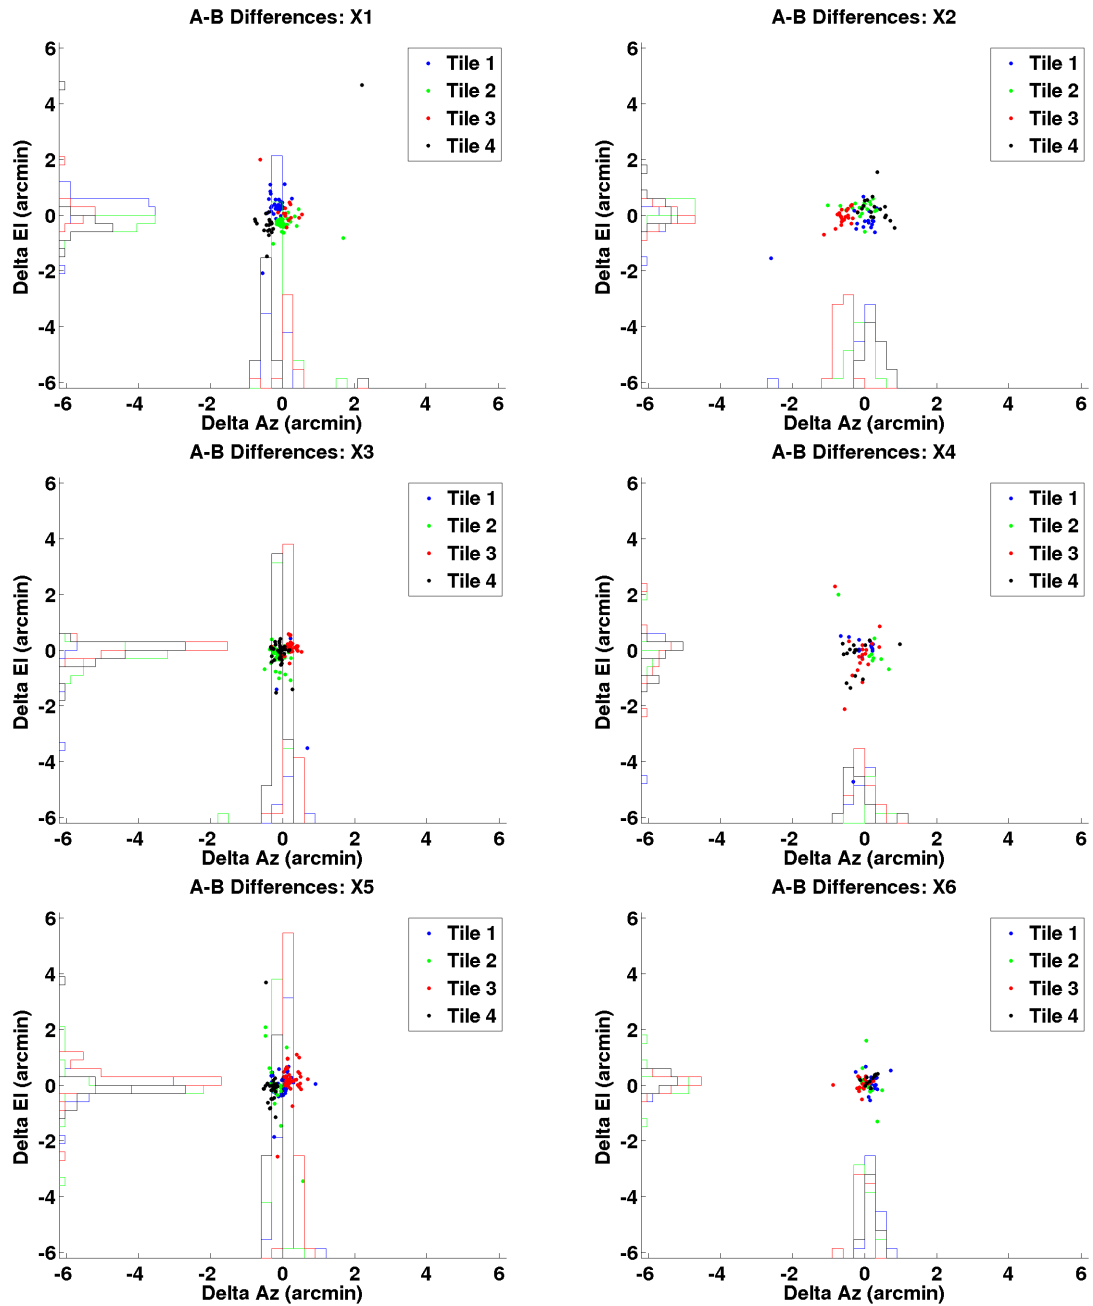 A-B Differences: X1
Delta El (arcmin)
6
4
2
0
-2
-4
-6
Tile 1
Tile 2
Tile 3
Tile 4
-6 -4 -2 0 2 4 6
Delta Az (arcmin)
A-B Differences: X2
Delta El (arcmin)
6
4
2
0
-2
-4
-6
Tile 1
Tile 2
Tile 3
Tile 4
-6 -4 -2 0 2 4 6
Delta Az (arcmin)
A-B Differences: X3
Delta El (arcmin)
6
4
2
0
-2
-4
-6
Tile 1
Tile 2
Tile 3
Tile 4
-6 -4 -2 0 2 4 6
Delta Az (arcmin)
A-B Differences: X4
Delta El (arcmin)
6
4
2
0
-2
-4
-6
Tile 1
Tile 2
Tile 3
Tile 4
-6 -4 -2 0 2 4 6
Delta Az (arcmin)
A-B Differences: X5
Delta El (arcmin)
6
4
2
0
-2
-4
-6
Tile 1
Tile 2
Tile 3
Tile 4
-6 -4 -2 0 2 4 6
Delta Az (arcmin)
A-B Differences: X6
Delta El (arcmin)
6
4
2
0
-2
-4
-6
Tile 1
Tile 2
Tile 3
Tile 4
-6 -4 -2 0 2 4 6
Delta Az (arcmin)